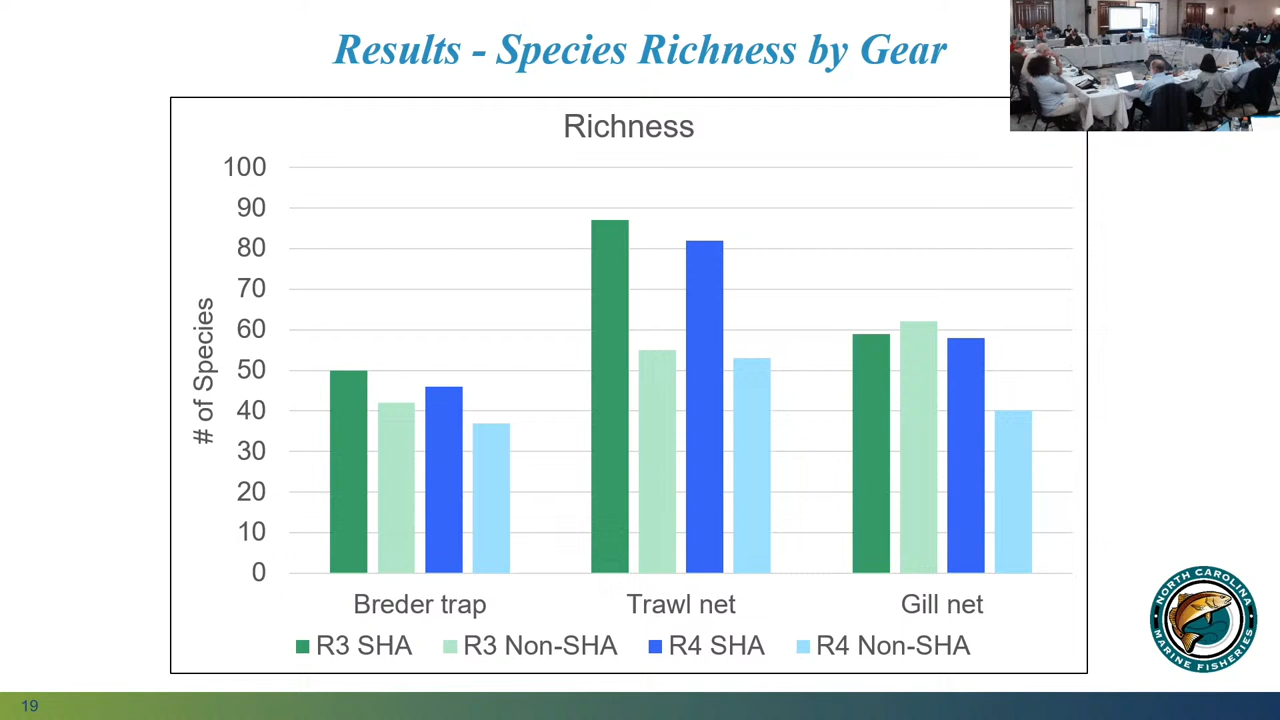 Results - Species Richness by Gear
Richness
100
90
80
70
60
50
40
30
20
10
0
# of Species
Breder trap Trawl net Gill net
R3 SHA R3 Non-SHA R4 SHA R4 Non-SHA
NORTH CAROLINA
MARINE FISHERIES
19